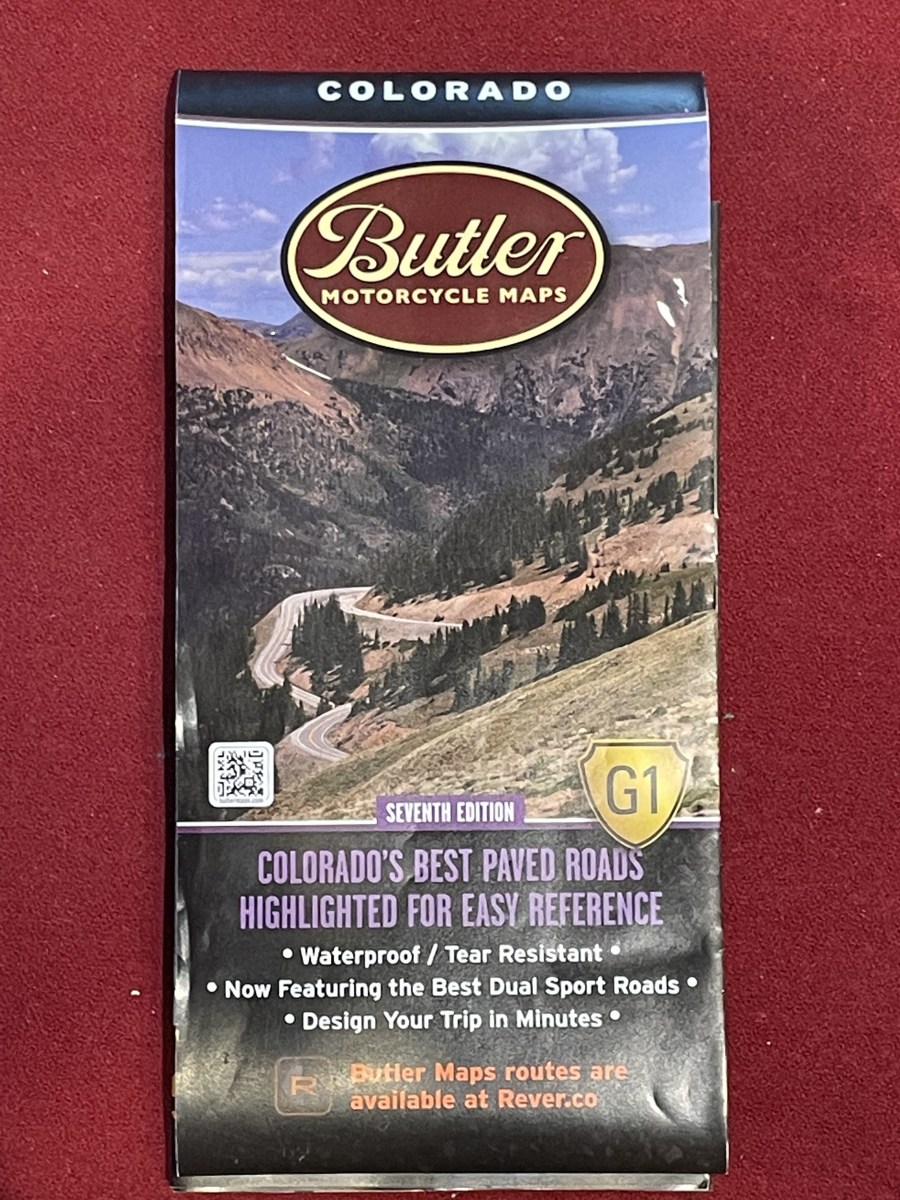 COLORADO
Butler
MOTORCYCLE MAPS
butlermaps.com
G1
SEVENTH EDITION
COLORADO'S BEST PAVED ROADS
HIGHLIGHTED FOR EASY REFERENCE
• Waterproof / Tear Resistant •
• Now Featuring the Best Dual Sport Roads •
• Design Your Trip in Minutes •
R
Butler Maps routes are
available at Rever.co